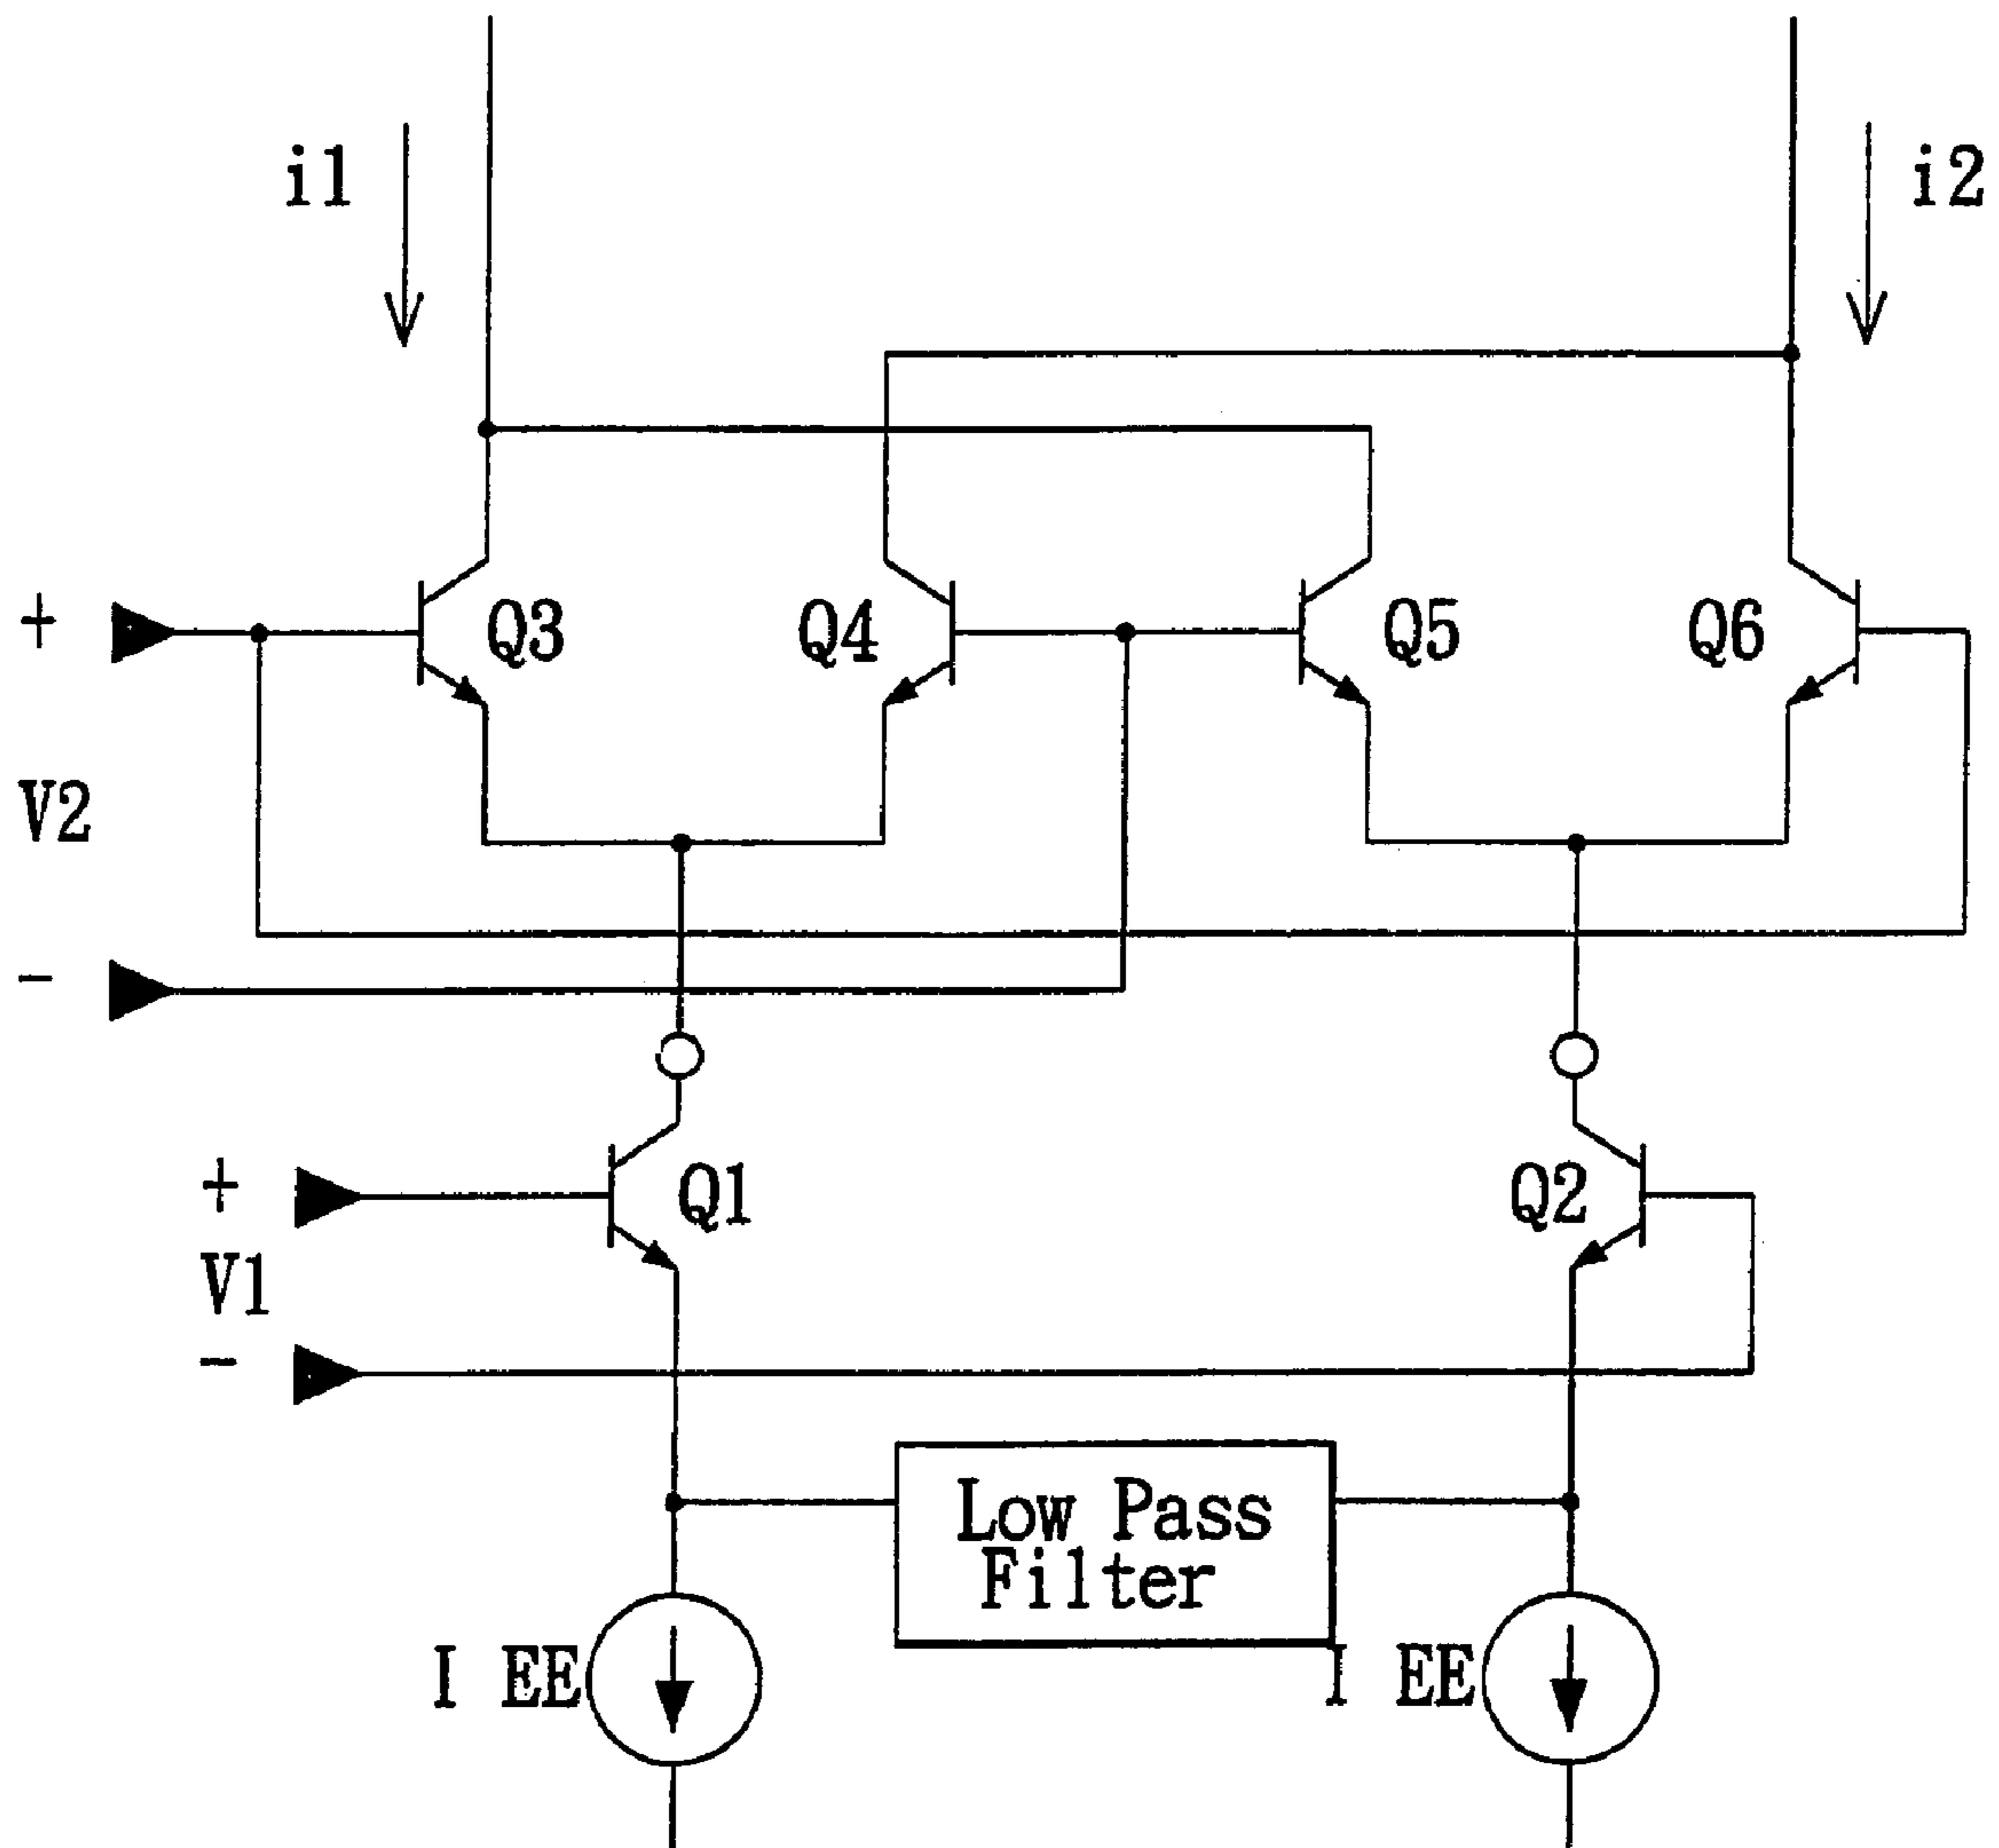 i1
i2
+
Q3
Q4
Q5
Q6
V2
-
+
Q1
Q2
V1
-
Low Pass
Filter
I EE
I EE